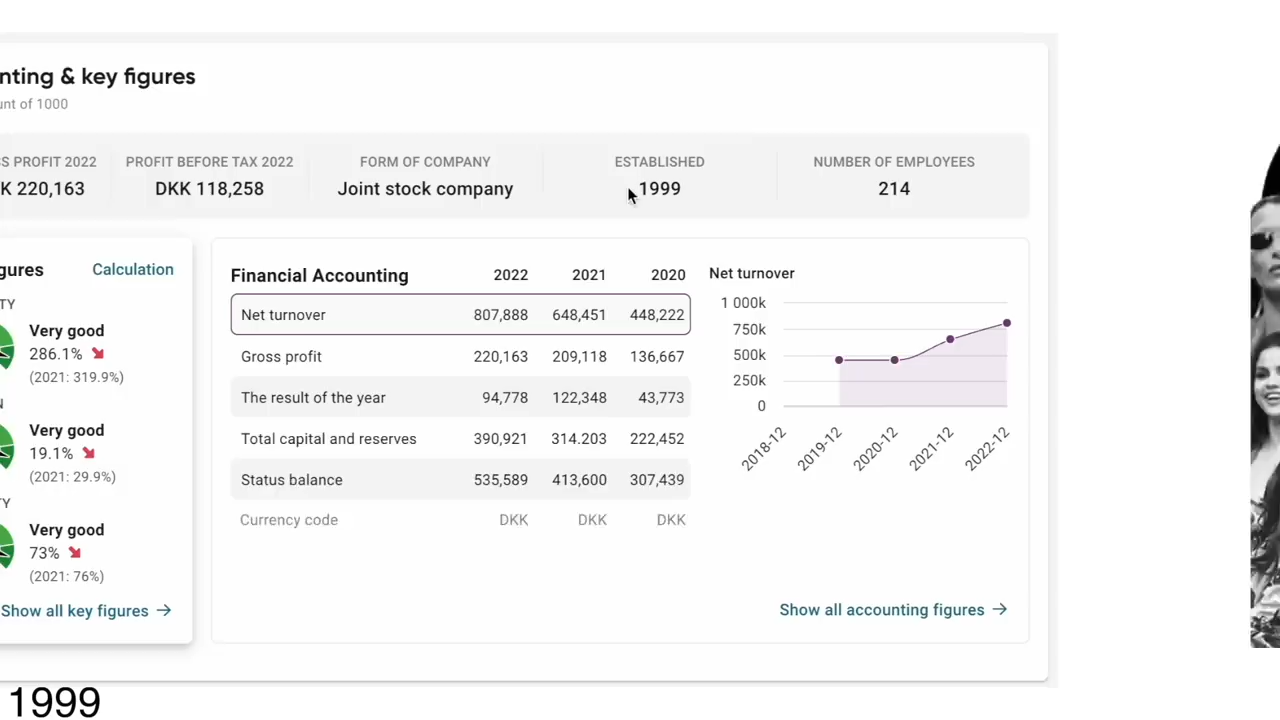 nting & key figures
unt of 1000
S PROFIT 2022 PROFIT BEFORE TAX 2022 FORM OF COMPANY ESTABLISHED NUMBER OF EMPLOYEES
K 220,163 DKK 118,258 Joint stock company 1999 214
gures Calculation
TY
Very good
286.1%
(2021: 319.9%)
N
Very good
19.1%
(2021: 29.9%)
TY
Very good
73%
(2021: 76%)
Show all key figures →
Financial Accounting 2022 2021 2020
Net turnover 807,888 648,451 448,222
Gross profit 220,163 209,118 136,667
The result of the year 94,778 122,348 43,773
Total capital and reserves 390,921 314.203 222,452
Status balance 535,589 413,600 307,439
Currency code DKK DKK DKK
Net turnover
1 000k
750k
500k
250k
0
2018-12 2019-12 2020-12 2021-12 2022-12
Show all accounting figures →
1999